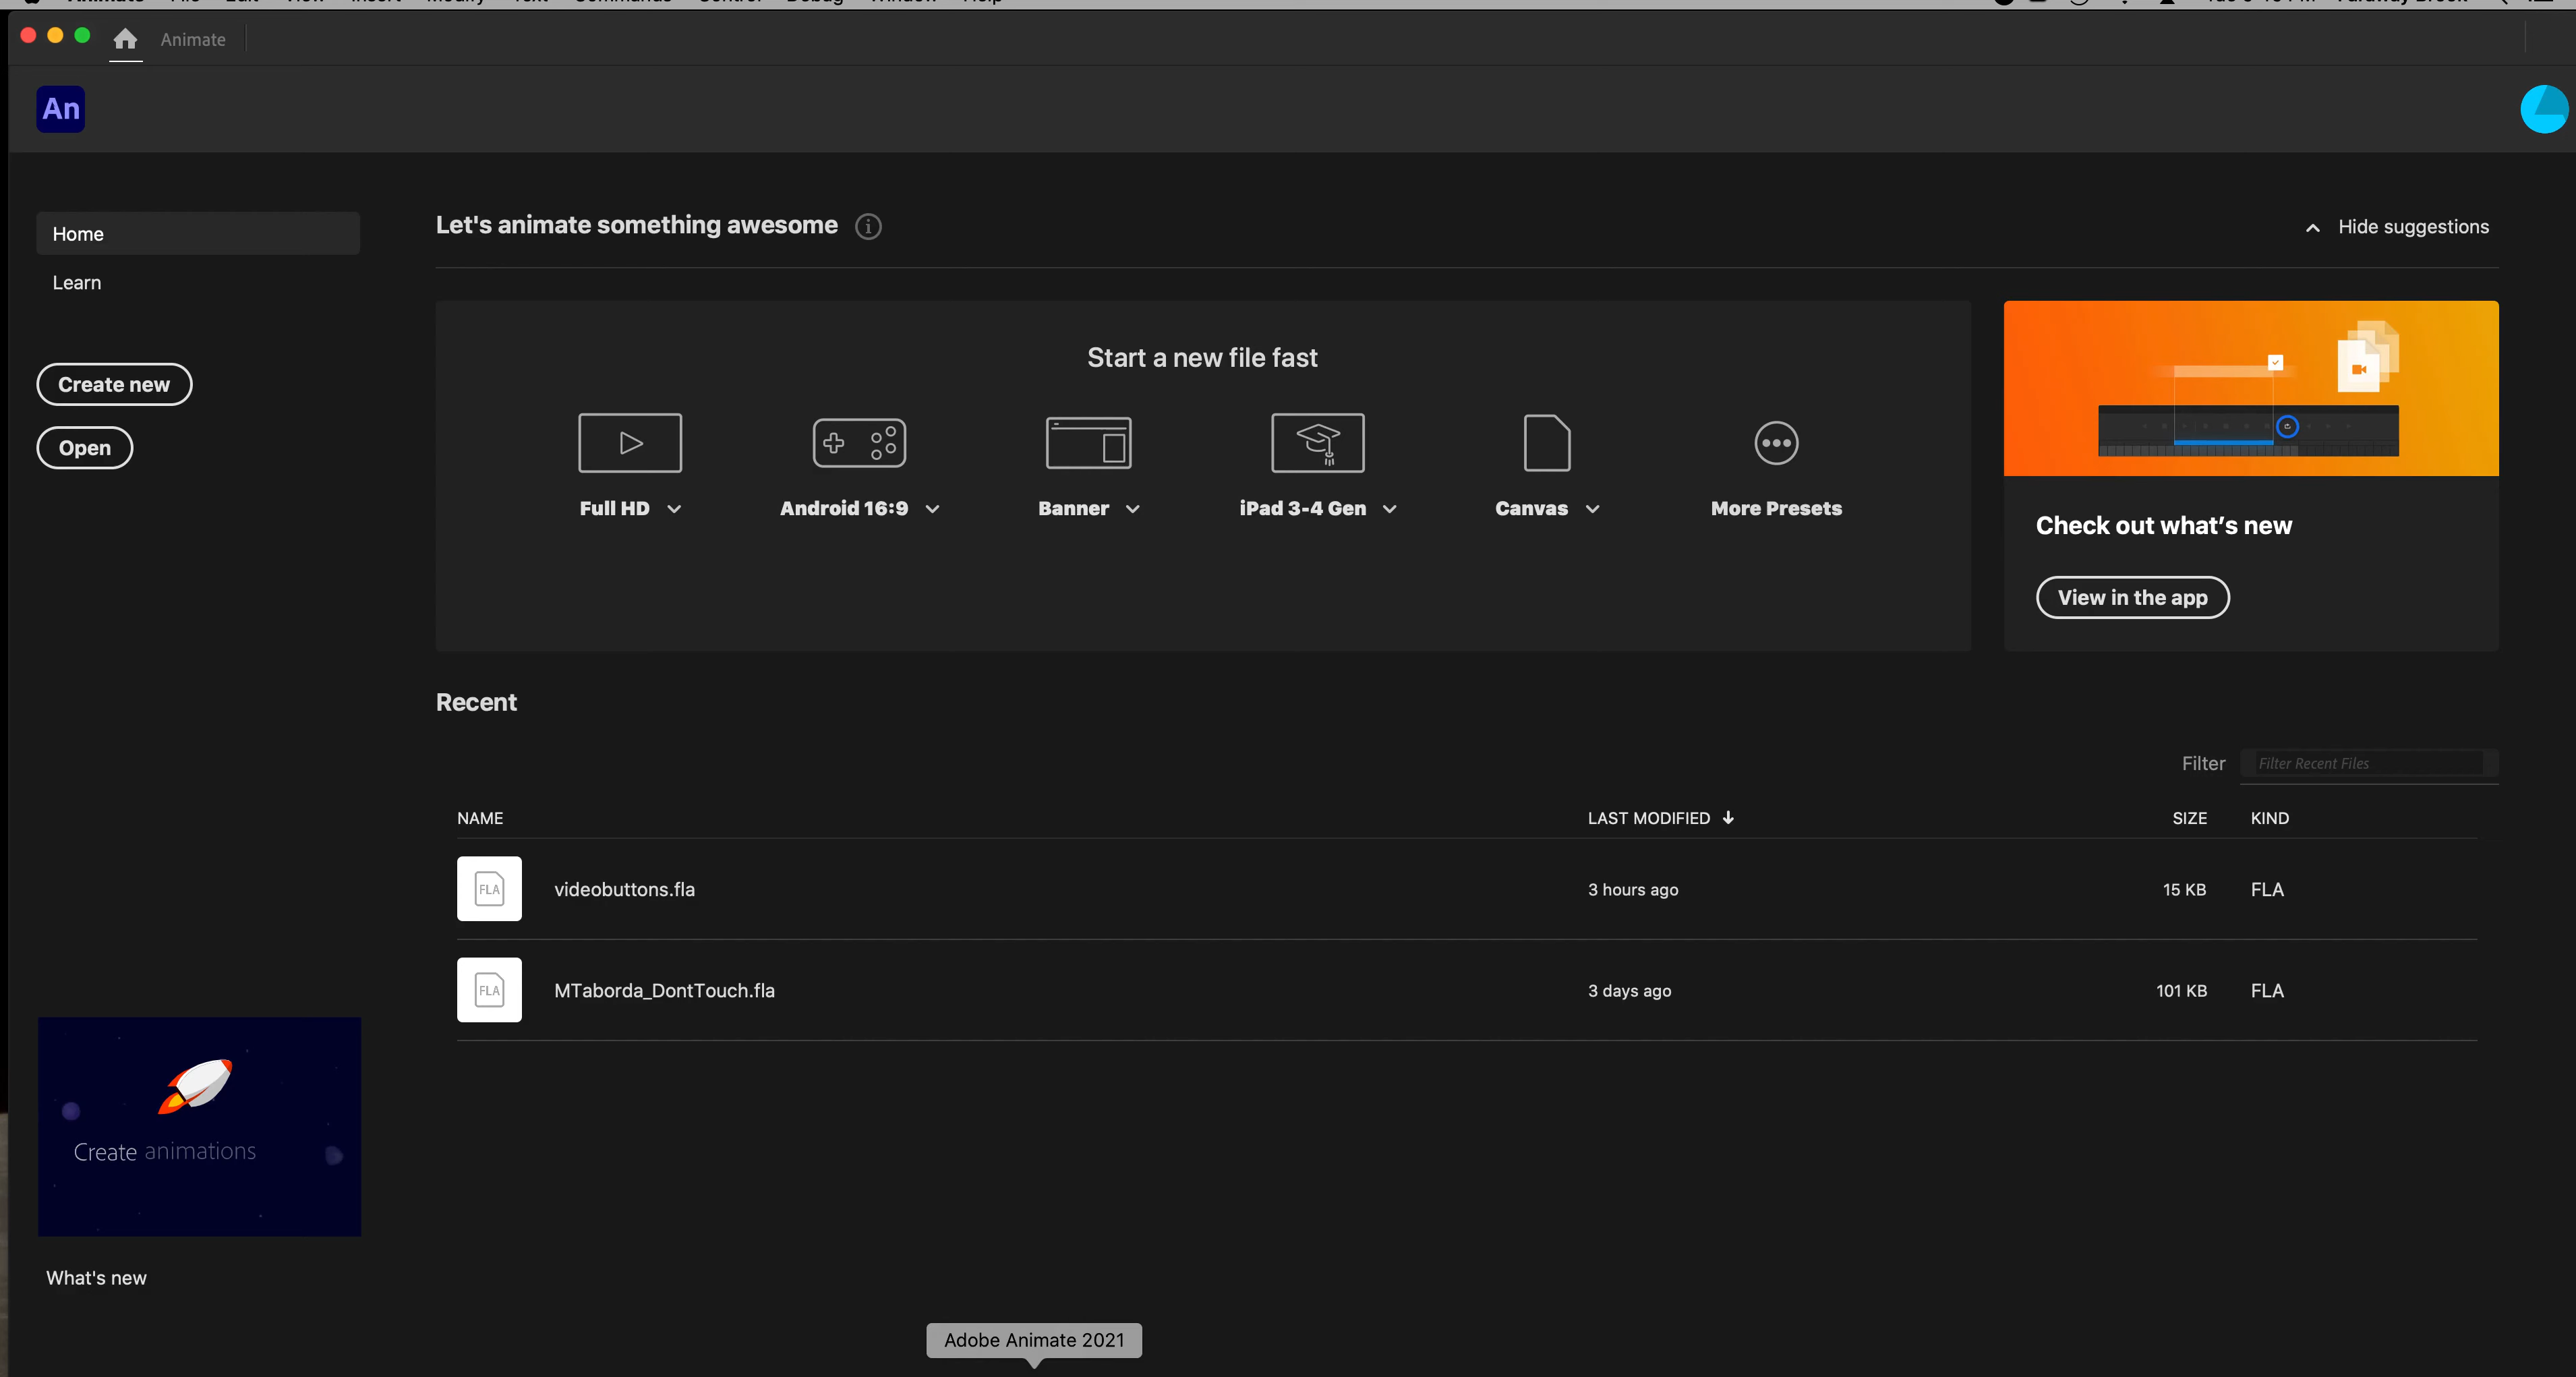 Animate
An
Home
Learn
Create new
Open
Let's animate something awesome
Hide suggestions
Start a new file fast
Full HD
Android 16:9
Banner
iPad 3-4 Gen
Canvas
More Presets
Check out what’s new
View in the app
Recent
Filter Filter Recent Files
NAME LAST MODIFIED SIZE KIND
FLA videobuttons.fla 3 hours ago 15 KB FLA
FLA MTaborda_DontTouch.fla 3 days ago 101 KB FLA
Create animations
What's new
Adobe Animate 2021